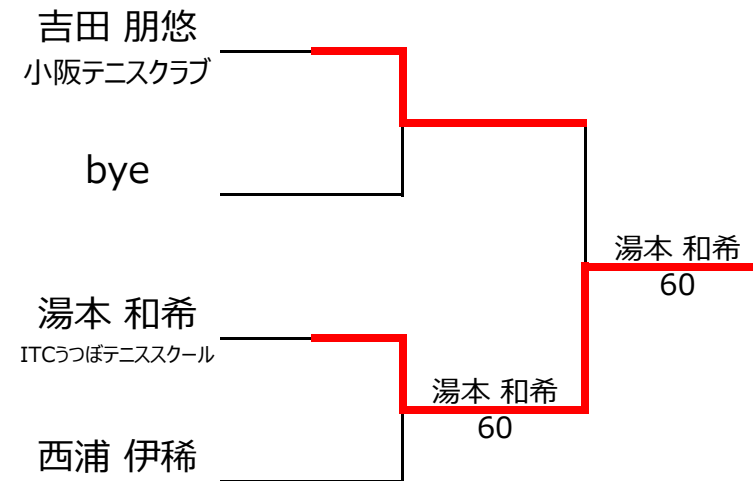 吉田 朋悠
小阪テニスクラブ
bye
湯本 和希
60
湯本 和希
ITCうつぼテニススクール
湯本 和希
60
西浦 伊稀